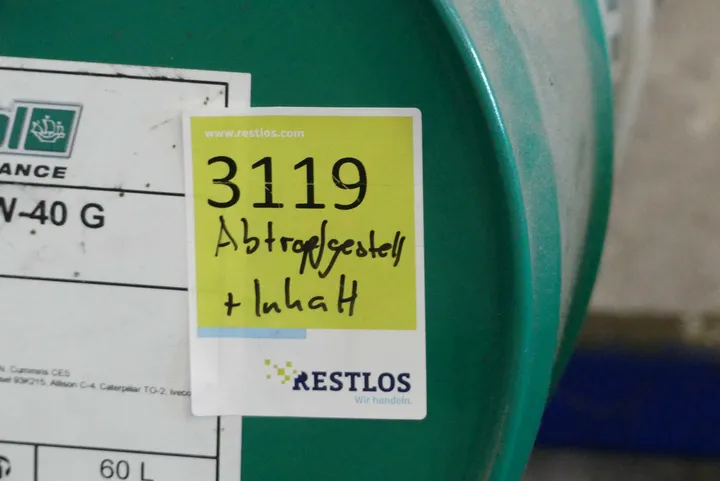 ANCE
W-40 G
N, Cummins CES
93K215, Allison C-4, Caterpillar TO-2, Iveco
60 L
www.restlos.com
3119
Abtropfgestell
+ Inhalt
RESTLOS
Wir handeln.